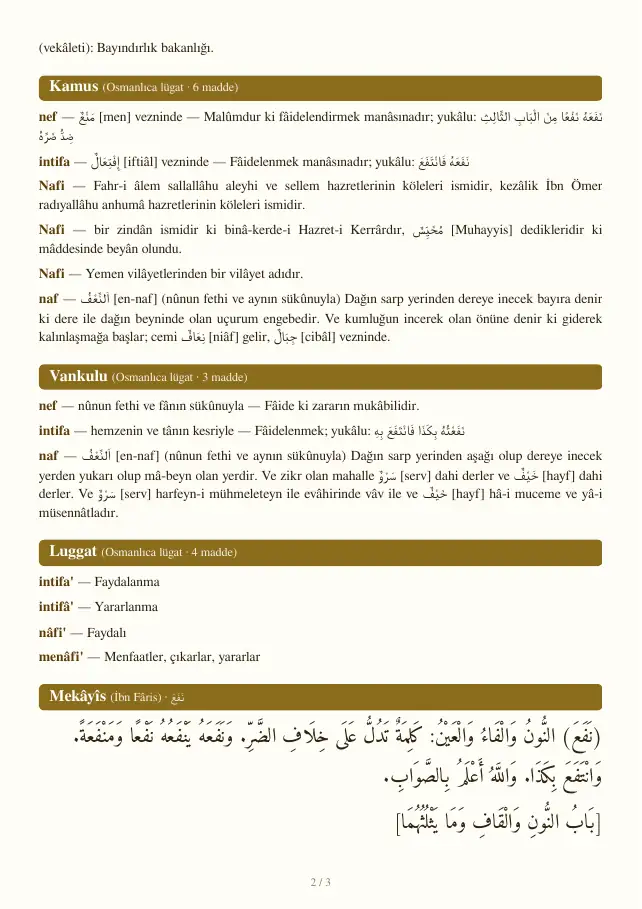 (vekâleti): Bayındırlık bakanlığı.
Kamus (Osmanlıca lügat · 6 madde)
nef — مَنَعَ [men] vezninde — Malûmdur ki fâidelendirmek manâsınadır; yukâlu: نَفَعَهُ نَفْعًا مِنَ الْبَابِ الثَّالِثِ
ضِدُّ ضَرَّهُ
intifa — إِفْتِعَالٌ [iftiâl] vezninde — Fâidelenmek manâsınadır; yukâlu: نَفَعَهُ فَانْتَفَعَ
Nafi — Fahr-i âlem sallallâhu aleyhi ve sellem hazretlerinin köleleri ismidir, kezâlik İbn Ömer
radıyallâhu anhumâ hazretlerinin köleleri ismidir.
Nafi — bir zindân ismidir ki binâ-kerde-i Hazret-i Kerrârdır, مُخَيِّسٌ [Muhayyis] dedikleridir ki
mâddesinde beyân olundu.
Nafi — Yemen vilâyetlerinden bir vilâyet adıdır.
naf — اَلنَّعْفُ [en-naf] (nûnun fethi ve aynın sükûnuyla) Dağın sarp yerinden dereye inecek bayıra denir
ki dere ile dağın beyninde olan uçurum engebedir. Ve kumluğun incerek olan önüne denir ki giderek
kalınlaşmağa başlar; cemi نِعَافٌ [niâf] gelir, جِبَالٌ [cibâl] vezninde.
Vankulu (Osmanlıca lügat · 3 madde)
nef — nûnun fethi ve fânın sükûnuyla — Fâide ki zararın mukâbilidir.
intifa — hemzenin ve tânın kesriyle — Fâidelenmek; yukâlu: نَفَعْتُهُ بِكَذَا فَانْتَفَعَ بِهِ
naf — اَلنَّعْفُ [en-naf] (nûnun fethi ve aynın sükûnuyla) Dağın sarp yerinden aşağı olup dereye inecek
yerden yukarı olup mâ-beyn olan yerdir. Ve zikr olan mahalle سَرْوٌ [serv] dahi derler ve خَيْفٌ [hayf] dahi
derler. Ve سَرْوٌ [serv] harfeyn-i mühmeleteyn ile evâhirinde vâv ile ve خَيْفٌ [hayf] hâ-i muceme ve yâ-i
müsennâtladır.
Luggat (Osmanlıca lügat · 4 madde)
intifa' — Faydalanma
intifâ' — Yararlanma
nâfi' — Faydalı
menâfi' — Menfaatler, çıkarlar, yararlar
Mekâyîs (İbn Fâris) · نَفَعَ
(نَفَعَ) النُّونُ وَالْفَاءُ وَالْعَيْنُ: كَلِمَةٌ تَدُلُّ عَلَى خِلَافِ الضَّرِّ. وَنَفَعَهُ يَنْفَعُهُ نَفْعًا وَمَنْفَعَةً.
وَانْتَفَعَ بِكَذَا. وَاللَّهُ أَعْلَمُ بِالصَّوَابِ.
[بَابُ النُّونِ وَالْقَافِ وَمَا يَثْلُثُهُمَا]
2 / 3